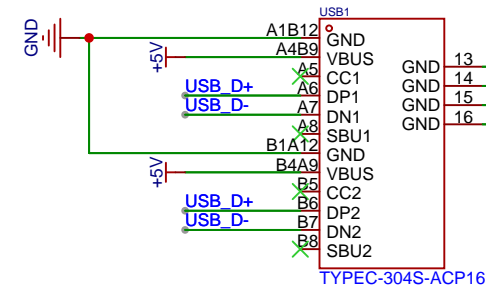 USB1
GND
A1B12 GND
+5V A4B9 VBUS
A5 CC1 GND 13
USB_D+ A6 DP1 GND 14
USB_D- A7 DN1 GND 15
A8 SBU1 GND 16
B1A12 GND
+5V B4A9 VBUS
B5 CC2
USB_D+ B6 DP2
USB_D- B7 DN2
B8 SBU2
TYPEC-304S-ACP16